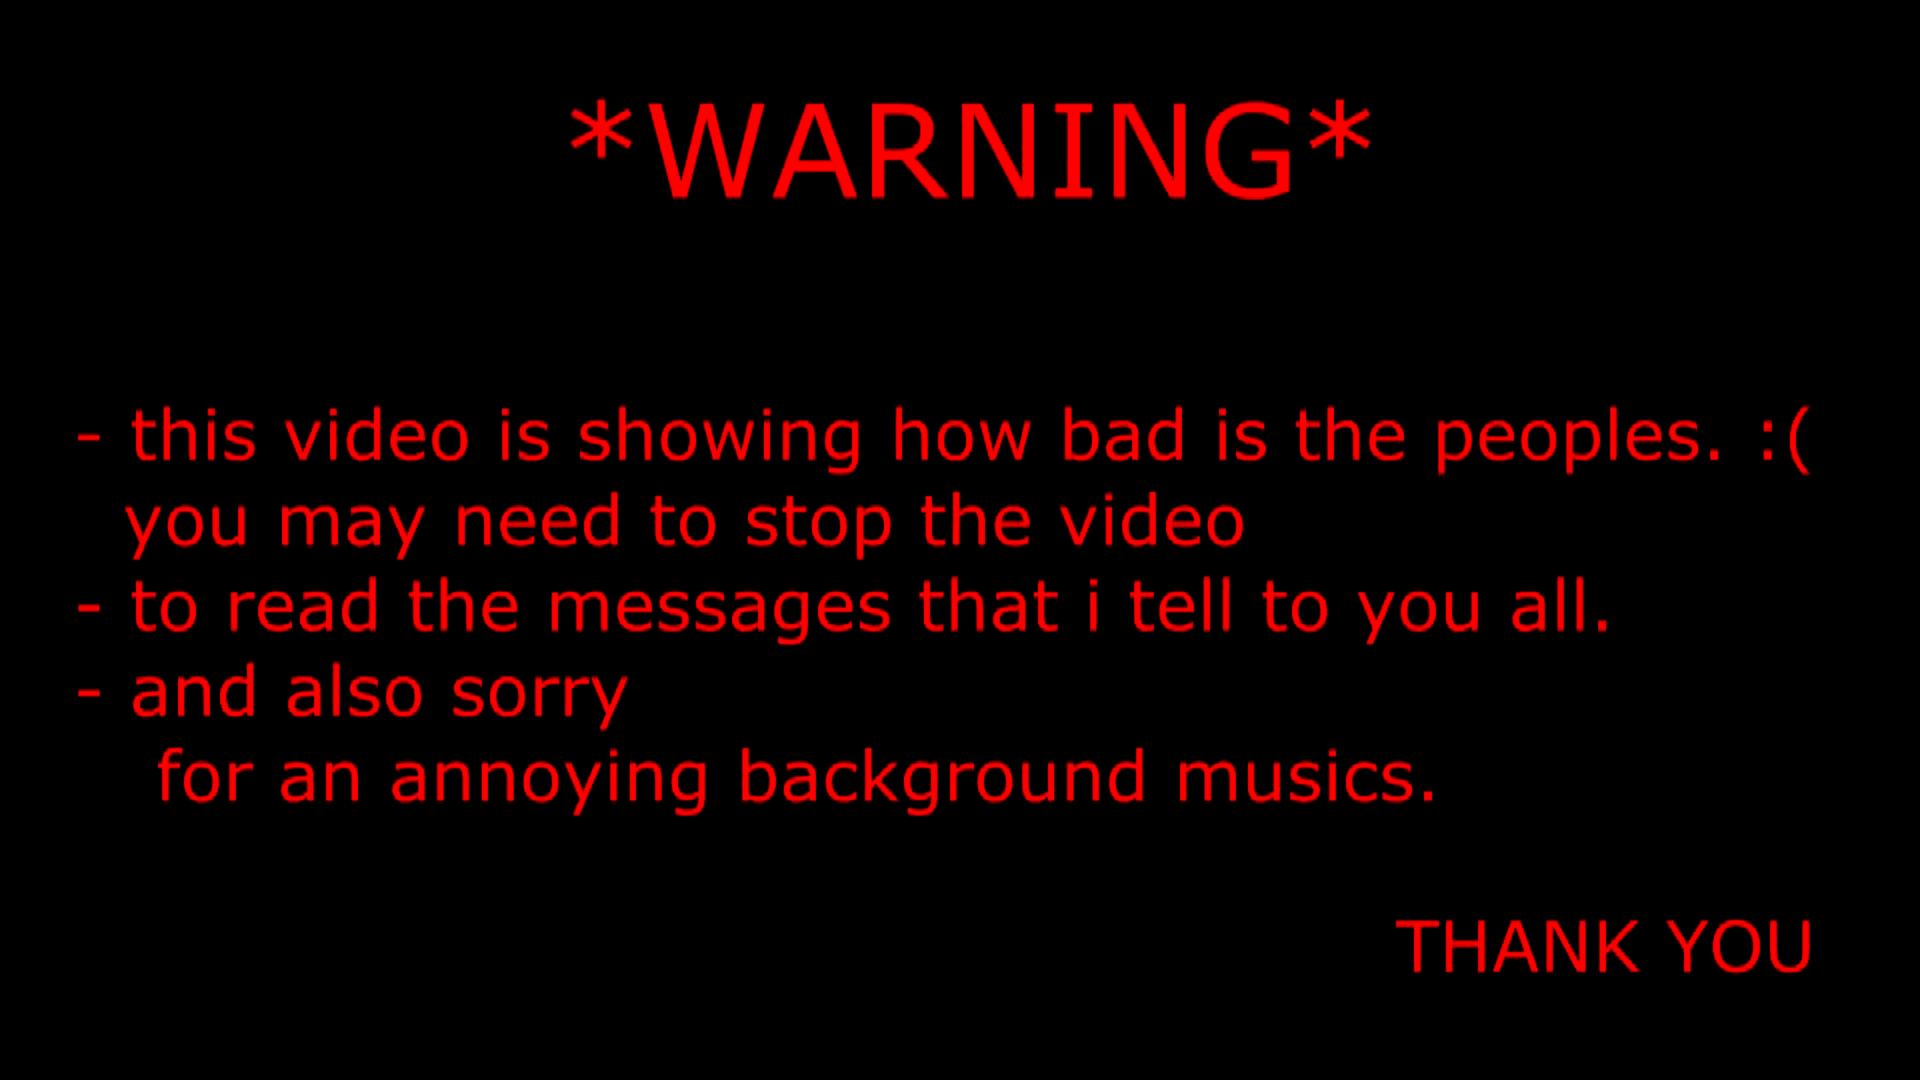 *WARNING*
- this video is showing how bad is the peoples. :(
you may need to stop the video
- to read the messages that i tell to you all.
- and also sorry
for an annoying background musics.
THANK YOU